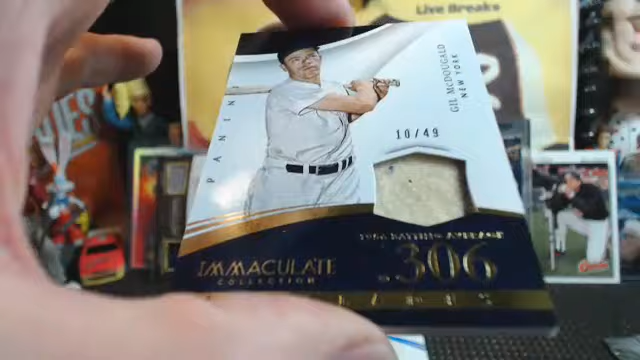 Live Breaks
PANINI
GIL McDOUGALD
NEW YORK
10/49
1956 BATTING AVERAGE
.306
IMMACULATE
COLLECTION